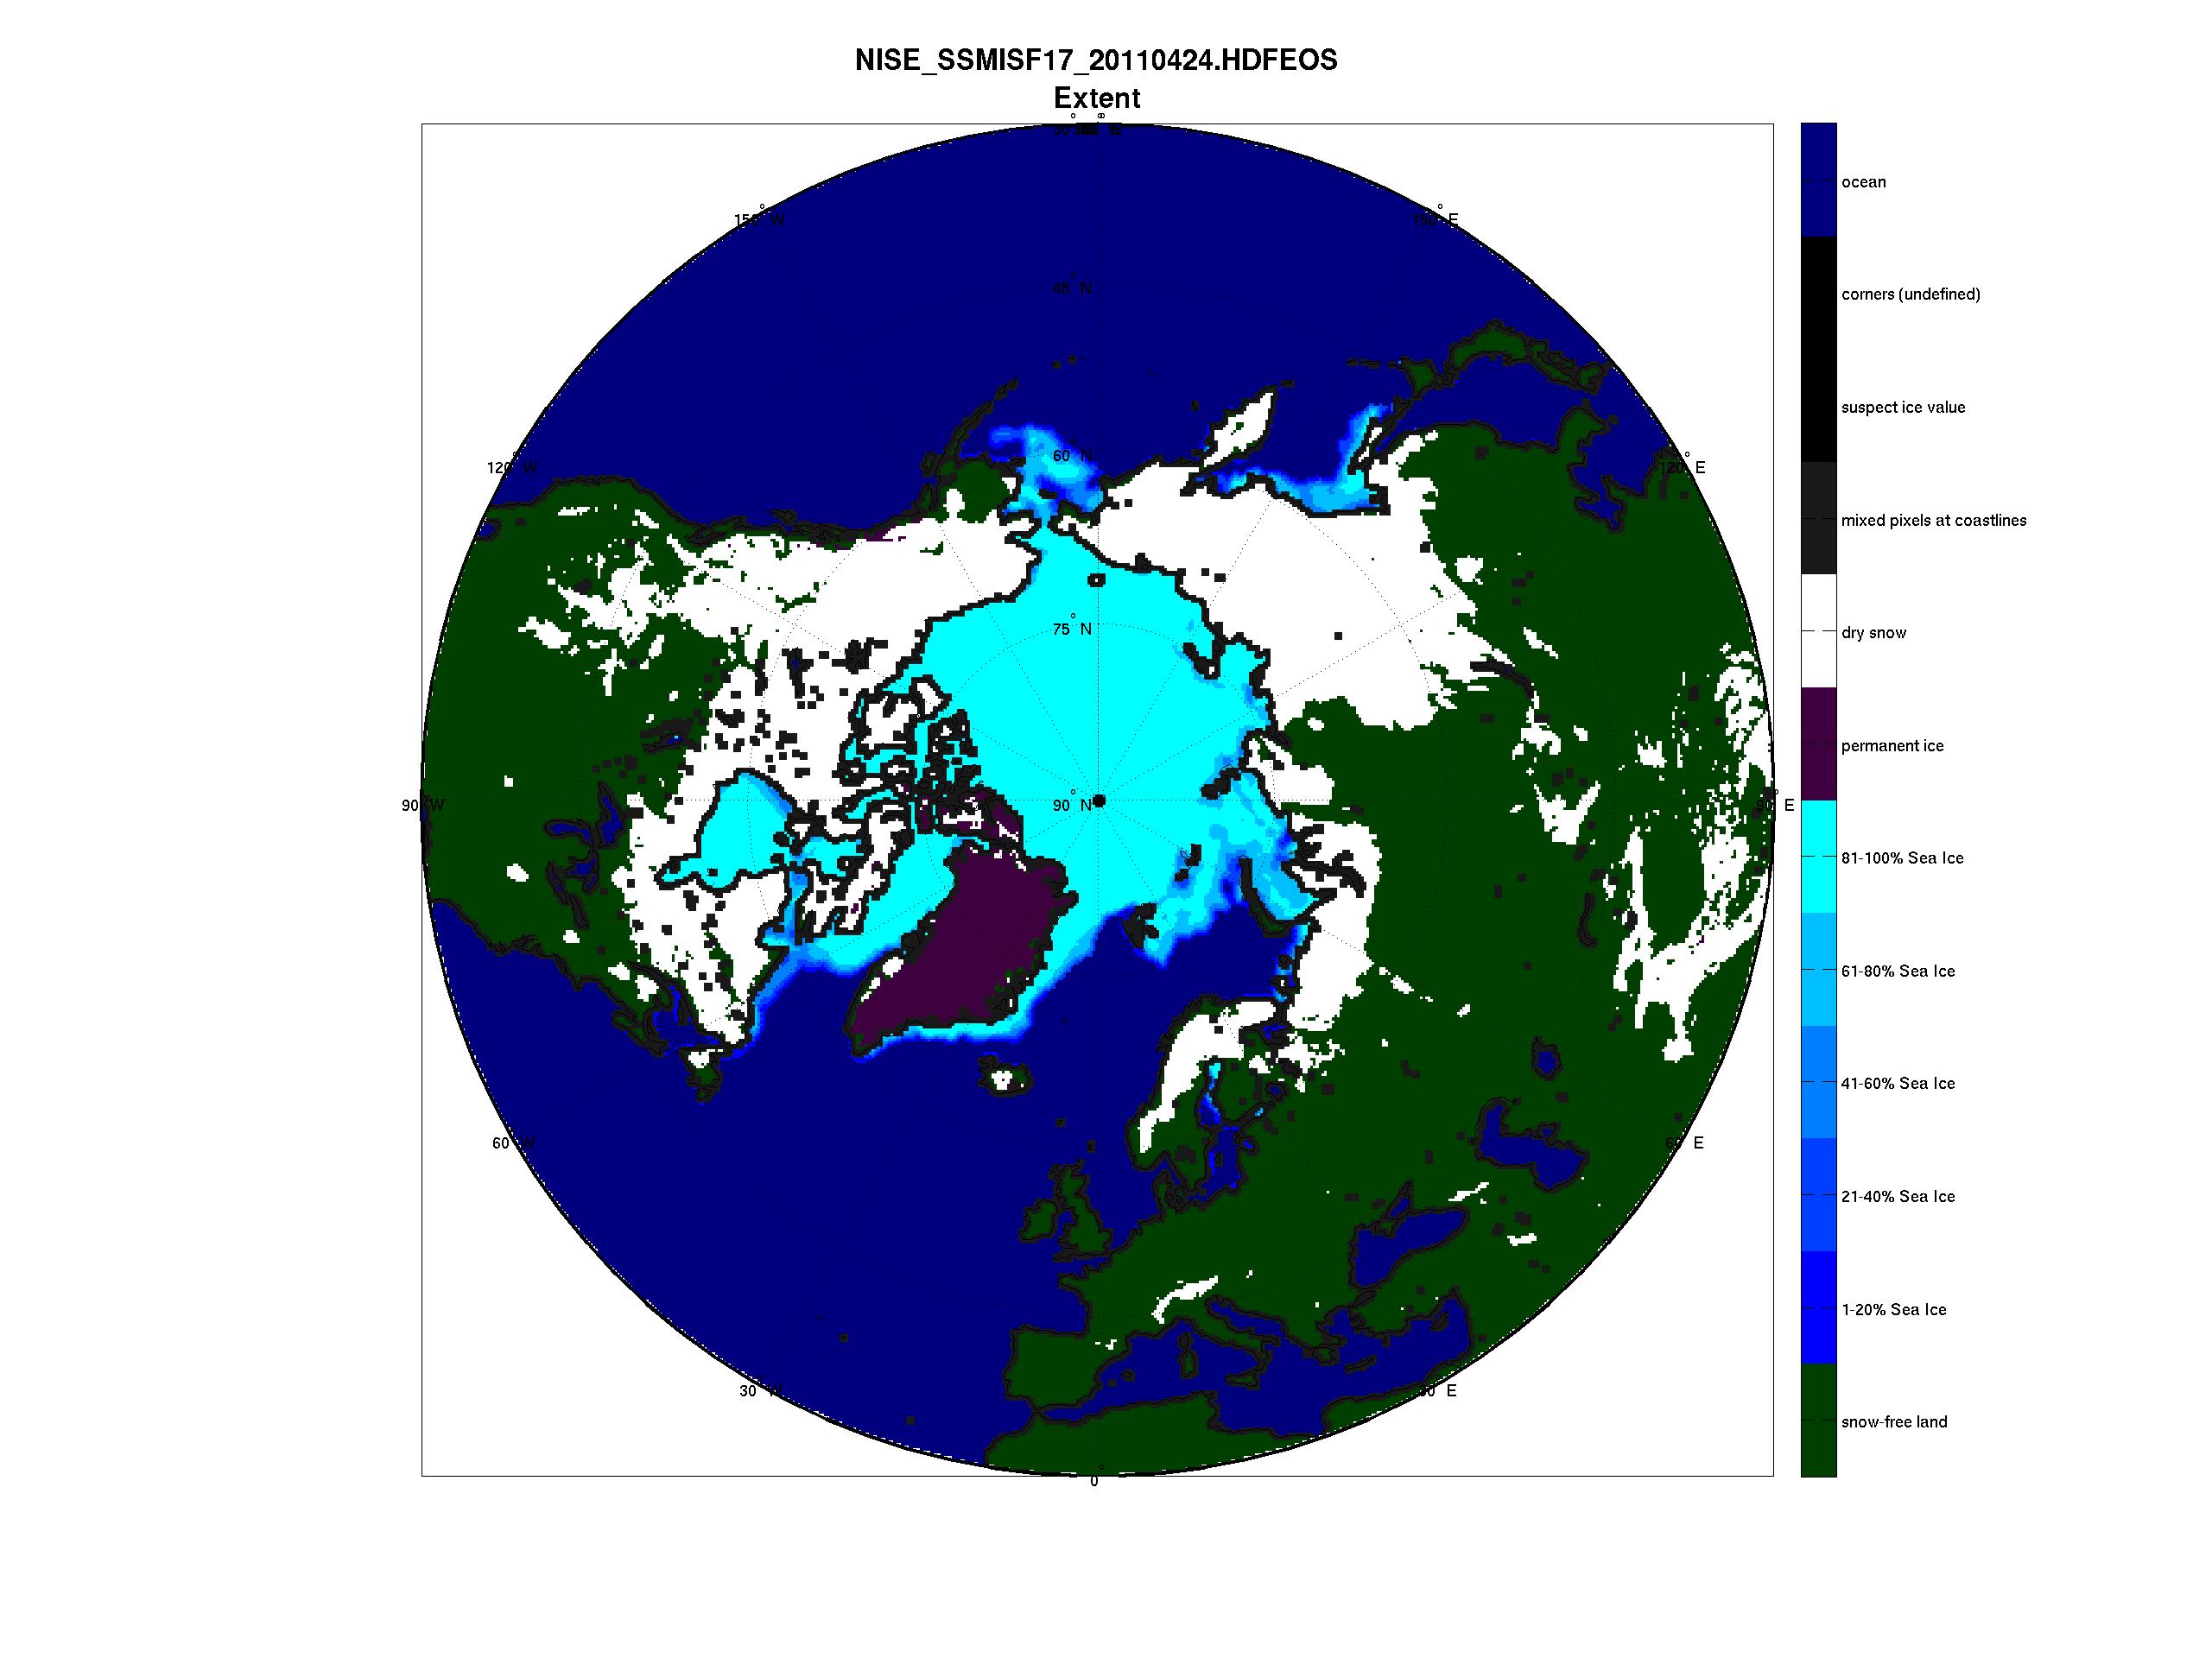 NISE_SSMISF17_20110424.HDFEOS
Extent
150° W
150° E
45° N
60° N
120° W
120° E
75° N
90° W
90° N
90° E
60° W
60° E
30° W
0°
ocean
corners (undefined)
suspect ice value
mixed pixels at coastlines
dry snow
permanent ice
81-100% Sea Ice
61-80% Sea Ice
41-60% Sea Ice
21-40% Sea Ice
1-20% Sea Ice
snow-free land